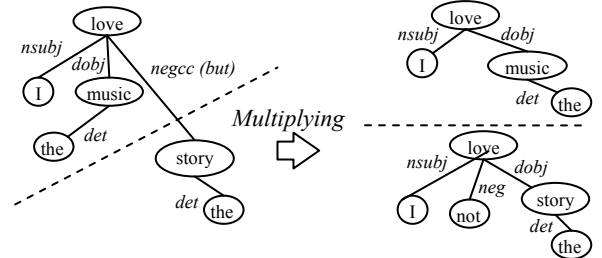 love
nsubj
dobj
negcc (but)
I
music
the
det
story
det
the
Multiplying
love
nsubj
dobj
I
music
det
the
love
nsubj
neg
dobj
I
not
story
det
the